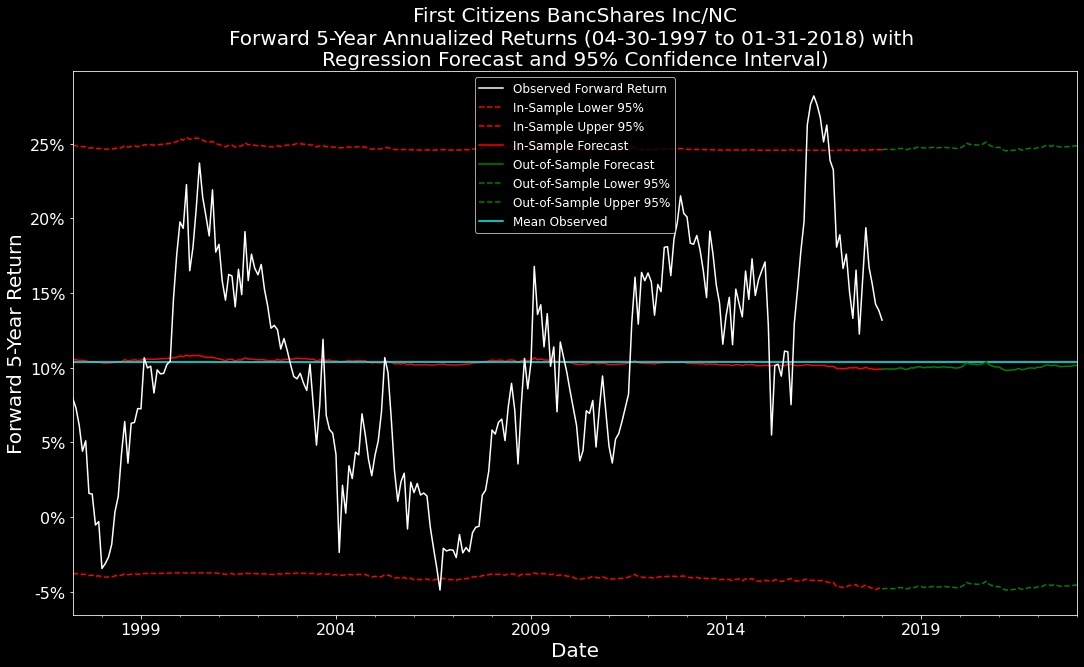 First Citizens BancShares Inc/NC
Forward 5-Year Annualized Returns (04-30-1997 to 01-31-2018) with
Regression Forecast and 95% Confidence Interval)
Observed Forward Return
In-Sample Lower 95%
In-Sample Upper 95%
In-Sample Forecast
Out-of-Sample Forecast
Out-of-Sample Lower 95%
Out-of-Sample Upper 95%
Mean Observed
Forward 5-Year Return
25%
20%
15%
10%
5%
0%
-5%
1999 2004 2009 2014 2019
Date